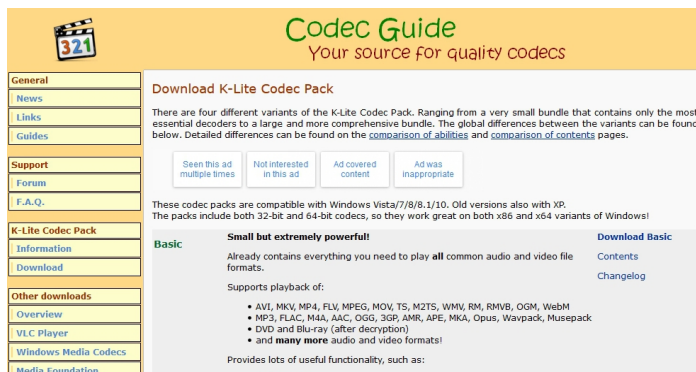 321
Codec Guide
Your source for quality codecs
General
News
Links
Guides
Support
Forum
F.A.Q.
K-Lite Codec Pack
Information
Download
Other downloads
Overview
VLC Player
Windows Media Codecs
Media Foundation
Download K-Lite Codec Pack
There are four different variants of the K-Lite Codec Pack. Ranging from a very small bundle that contains only the most
essential decoders to a large and more comprehensive bundle. The global differences between the variants can be found
below. Detailed differences can be found on the comparison of abilities and comparison of contents pages.
Seen this ad
multiple times
Not interested
in this ad
Ad covered
content
Ad was
inappropriate
These codec packs are compatible with Windows Vista/7/8/8.1/10. Old versions also with XP.
The packs include both 32-bit and 64-bit codecs, so they work great on both x86 and x64 variants of Windows!
Basic
Small but extremely powerful!
Already contains everything you need to play all common audio and video file
formats.
Supports playback of:
• AVI, MKV, MP4, FLV, MPEG, MOV, TS, M2TS, WMV, RM, RMVB, OGM, WebM
• MP3, FLAC, M4A, AAC, OGG, 3GP, AMR, APE, MKA, Opus, Wavpack, Musepack
• DVD and Blu-ray (after decryption)
• and many more audio and video formats!
Provides lots of useful functionality, such as:
Download Basic
Contents
Changelog